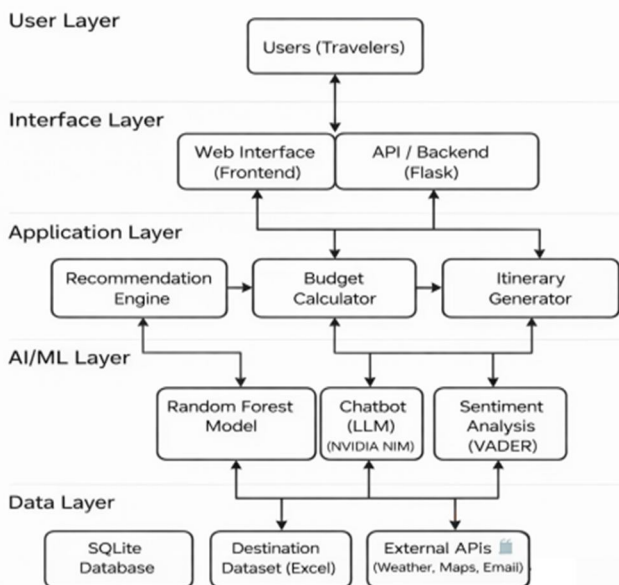 User Layer
Users (Travelers)
Interface Layer
Web Interface
(Frontend)
API / Backend
(Flask)
Application Layer
Recommendation
Engine
Budget
Calculator
Itinerary
Generator
AI/ML Layer
Random Forest
Model
Chatbot
(LLM)
(NVIDIA NIM)
Sentiment
Analysis
(VADER)
Data Layer
SQLite
Database
Destination
Dataset (Excel)
External APIs
(Weather, Maps, Email)